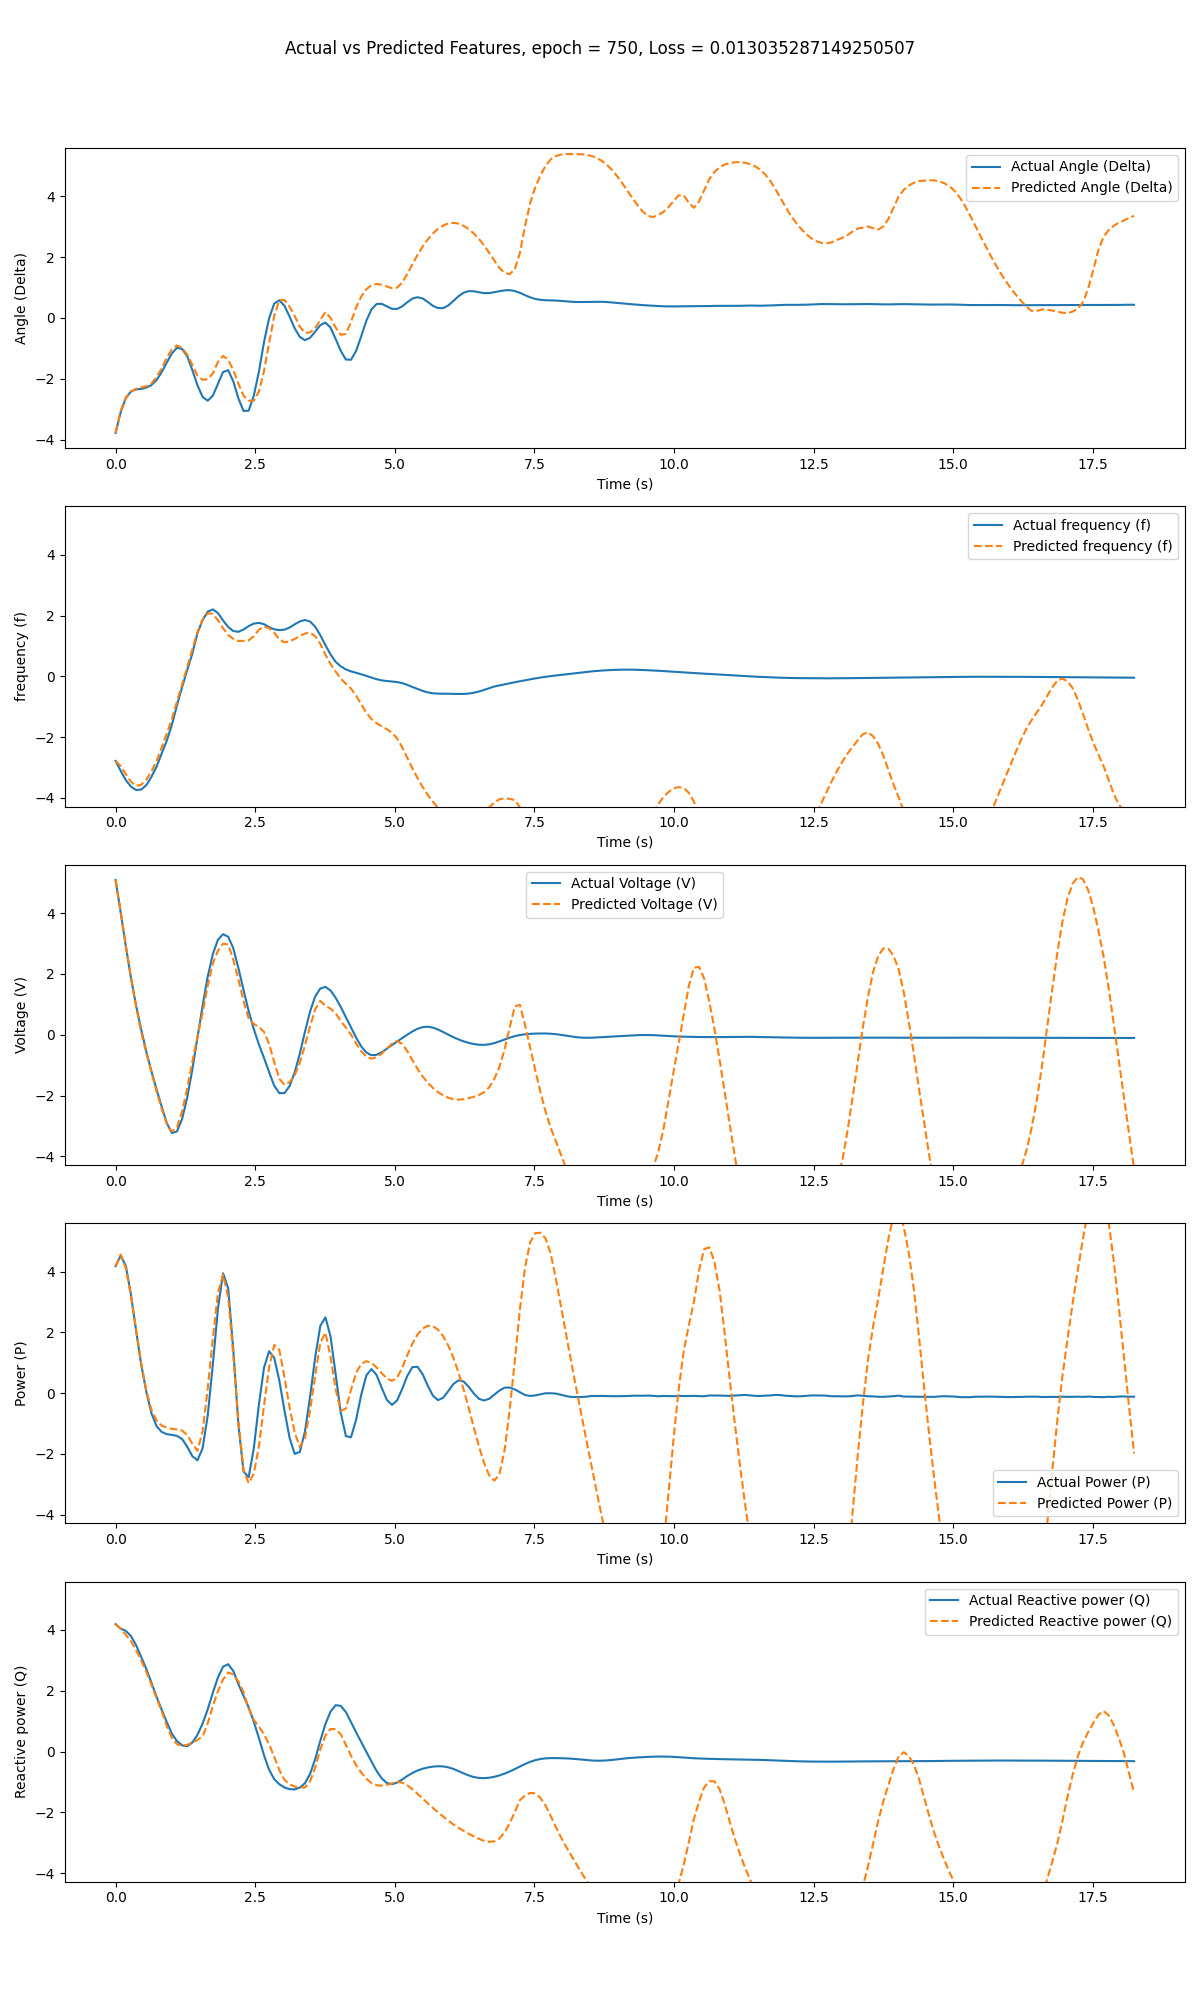 Actual vs Predicted Features, epoch = 750, Loss = 0.013035287149250507
Actual Angle (Delta)
Predicted Angle (Delta)
Angle (Delta)
4
2
0
−2
−4
0.0 2.5 5.0 7.5 10.0 12.5 15.0 17.5
Time (s)
Actual frequency (f)
Predicted frequency (f)
frequency (f)
4
2
0
−2
−4
0.0 2.5 5.0 7.5 10.0 12.5 15.0 17.5
Time (s)
Actual Voltage (V)
Predicted Voltage (V)
Voltage (V)
4
2
0
−2
−4
0.0 2.5 5.0 7.5 10.0 12.5 15.0 17.5
Time (s)
Power (P)
4
2
0
−2
−4
Actual Power (P)
Predicted Power (P)
0.0 2.5 5.0 7.5 10.0 12.5 15.0 17.5
Time (s)
Actual Reactive power (Q)
Predicted Reactive power (Q)
Reactive power (Q)
4
2
0
−2
−4
0.0 2.5 5.0 7.5 10.0 12.5 15.0 17.5
Time (s)